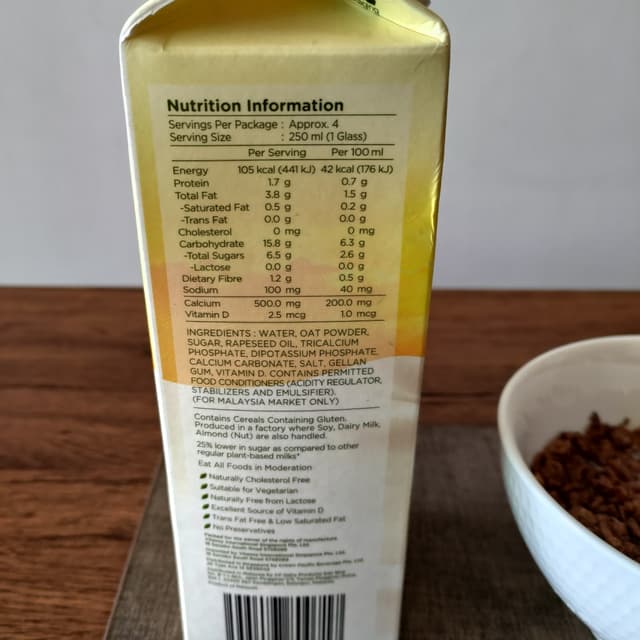 Nutrition Information
Servings Per Package : Approx. 4
Serving Size : 250 ml (1 Glass)
Per Serving Per 100 ml
Energy 105 kcal (441 kJ) 42 kcal (176 kJ)
Protein 1.7 g 0.7 g
Total Fat 3.8 g 1.5 g
-Saturated Fat 0.5 g 0.2 g
-Trans Fat 0.0 g 0.0 g
Cholesterol 0 mg 0 mg
Carbohydrate 15.8 g 6.3 g
-Total Sugars 6.5 g 2.6 g
-Lactose 0.0 g 0.0 g
Dietary Fibre 1.2 g 0.5 g
Sodium 100 mg 40 mg
Calcium 500.0 mg 200.0 mg
Vitamin D 2.5 mcg 1.0 mcg
INGREDIENTS : WATER, OAT POWDER,
SUGAR, RAPESEED OIL, TRICALCIUM
PHOSPHATE, DIPOTASSIUM PHOSPHATE,
CALCIUM CARBONATE, SALT, GELLAN
GUM, VITAMIN D. CONTAINS PERMITTED
FOOD CONDITIONERS (ACIDITY REGULATOR,
STABILIZERS AND EMULSIFIER).
(FOR MALAYSIA MARKET ONLY)
Contains Cereals Containing Gluten.
Produced in a factory where Soy, Dairy Milk,
Almond (Nut) are also handled.
25% lower in sugar as compared to other
regular plant-based milks*
Eat All Foods in Moderation
Naturally Cholesterol Free
Suitable for Vegetarian
Naturally Free from Lactose
Excellent Source of Vitamin D
Trans Fat Free & Low Saturated Fat
No Preservatives
Packed for the owner of the rights of manufacture